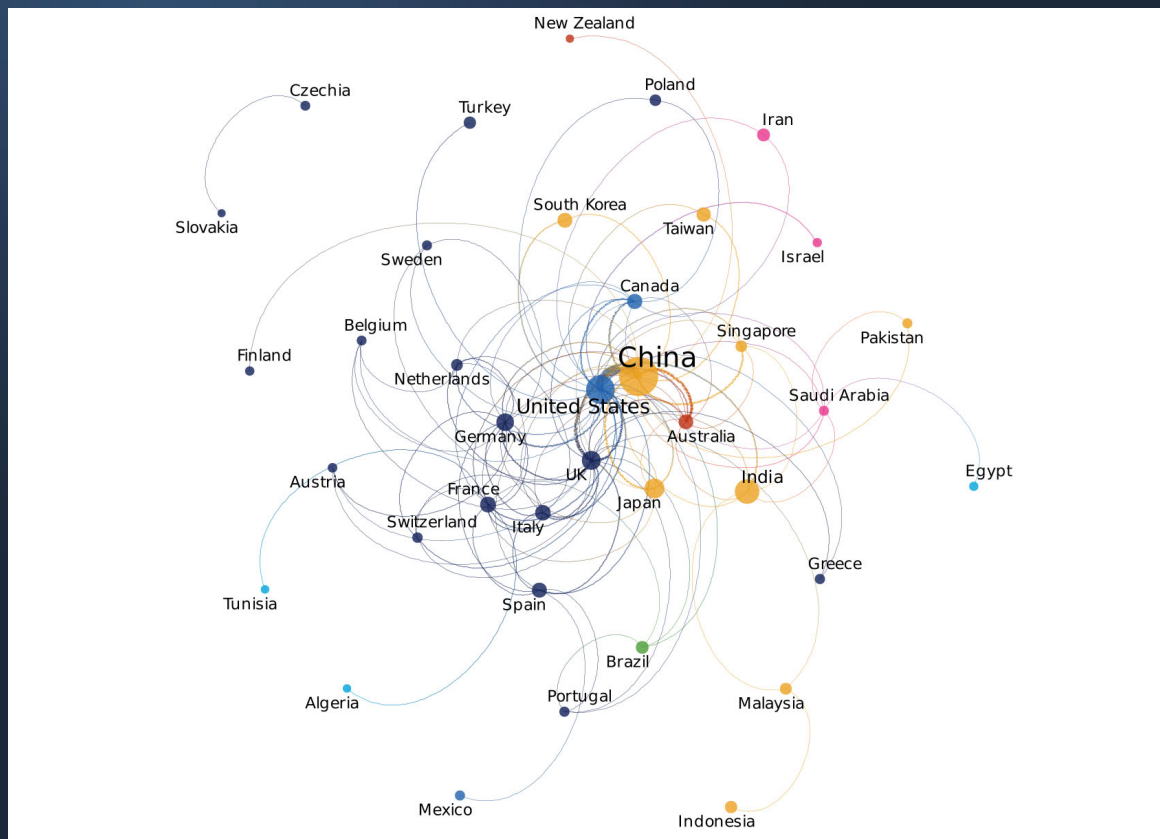 New Zealand
Poland
Czechia
Turkey
Iran
South Korea
Taiwan
Slovakia
Sweden
Israel
Canada
Belgium
Singapore
Pakistan
Finland
China
Netherlands
Saudi Arabia
United States
Germany
Australia
UK
India
Egypt
Austria
France
Japan
Switzerland
Italy
Greece
Tunisia
Spain
Brazil
Portugal
Algeria
Malaysia
Mexico
Indonesia